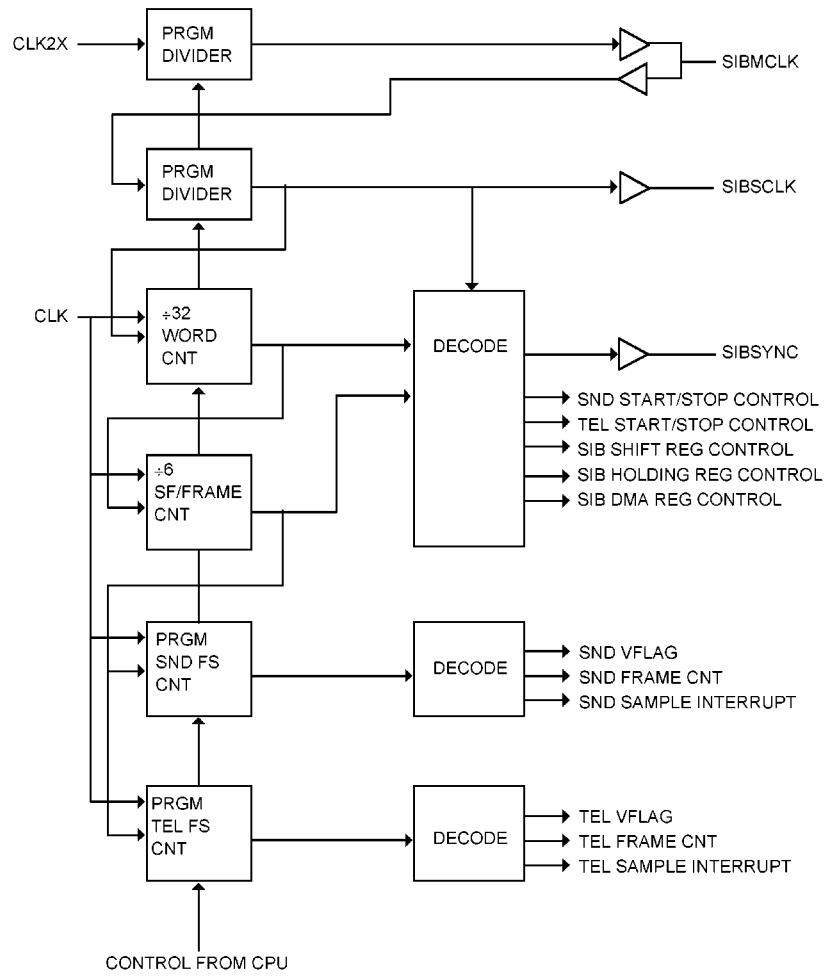 PRGM
DIVIDER
CLK2X
SIBMCLK
PRGM
DIVIDER
SIBSCLK
CLK
÷32
WORD
CNT
DECODE
SIBSYNC
SND START/STOP CONTROL
TEL START/STOP CONTROL
SIB SHIFT REG CONTROL
SIB HOLDING REG CONTROL
SIB DMA REG CONTROL
÷6
SF/FRAME
CNT
PRGM
SND FS
CNT
DECODE
SND VFLAG
SND FRAME CNT
SND SAMPLE INTERRUPT
PRGM
TEL FS
CNT
DECODE
TEL VFLAG
TEL FRAME CNT
TEL SAMPLE INTERRUPT
CONTROL FROM CPU